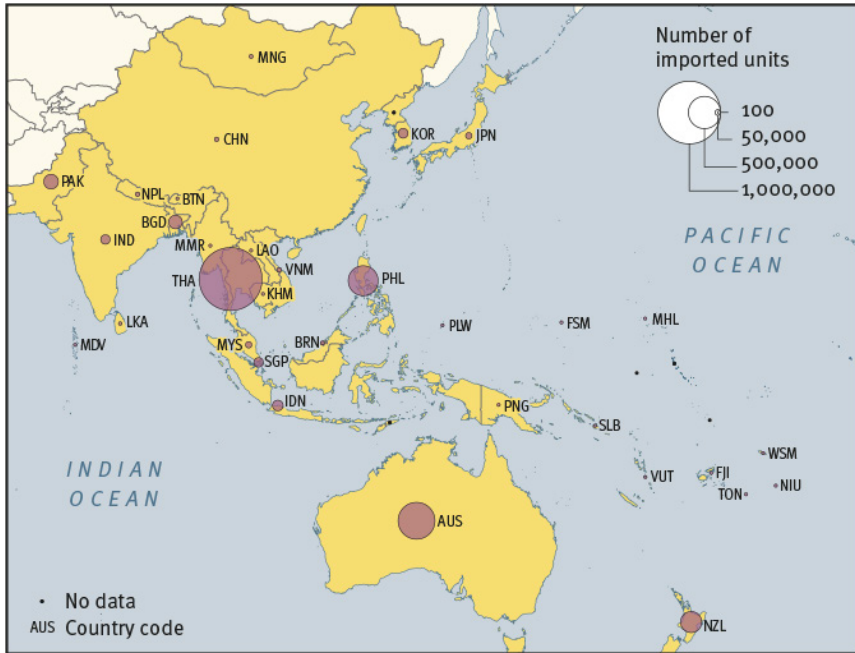 Number of
imported units
100
50,000
500,000
1,000,000
MNG
CHN
KOR
JPN
PAK
NPL
BTN
BGD
IND
MMR
LAO
THA
VNM
KHM
PHL
PACIFIC
OCEAN
LKA
MDV
MYS
BRN
SGP
PLW
FSM
MHL
IDN
PNG
SLB
INDIAN
OCEAN
WSM
VUT
FJI
TON
NIU
AUS
NZL
No data
AUS Country code